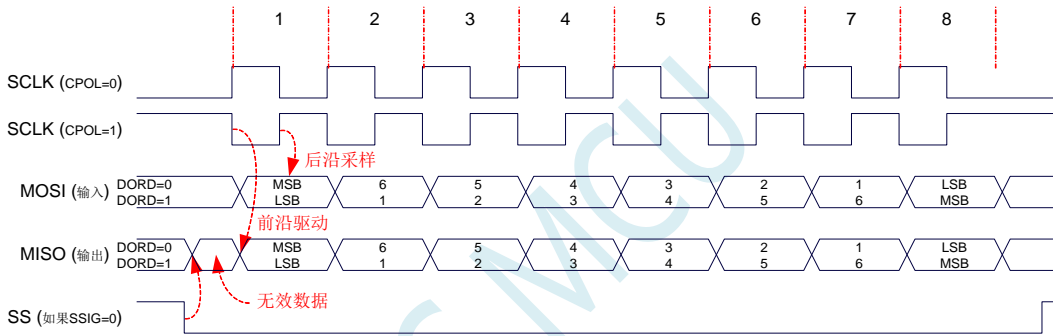 1 2 3 4 5 6 7 8
SCLK (CPOL=0)
SCLK (CPOL=1)
后沿采样
MOSI (输入) DORD=0 MSB 6 5 4 3 2 1 LSB
DORD=1 LSB 1 2 3 4 5 6 MSB
前沿驱动
MISO (输出) DORD=0 MSB 6 5 4 3 2 1 LSB
DORD=1 LSB 1 2 3 4 5 6 MSB
无效数据
SS (如果SSIG=0)
MCU